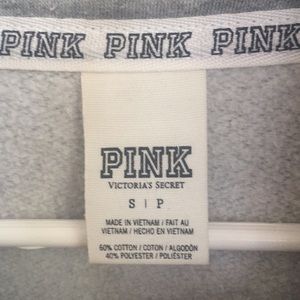 PINK PINK PINK
PINK
VICTORIA'S SECRET
S | P
MADE IN VIETNAM / FAIT AU
VIETNAM / HECHO EN VIETNAM
60% COTTON / COTON / ALGODÓN
40% POLYESTER / POLIÉSTER